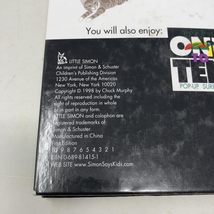 You will also enjoy:
ONE
TO
TEN
POP-UP
LITTLE SIMON
An imprint of Simon & Schuster
Children's Publishing Division
1230 Avenue of the Americas
New York, New York 10020
Copyright © 1998 by Chuck Murphy
All rights reserved including the
right of reproduction in whole
or in part in any form.
LITTLE SIMON and colophon are
registered trademarks of
Simon & Schuster.
Manufactured in China
First Edition
10 9 8 7 6 5 4 3 2 1
ISBN 0-689-81415-1
WEB SITE www.SimonSaysKids.com